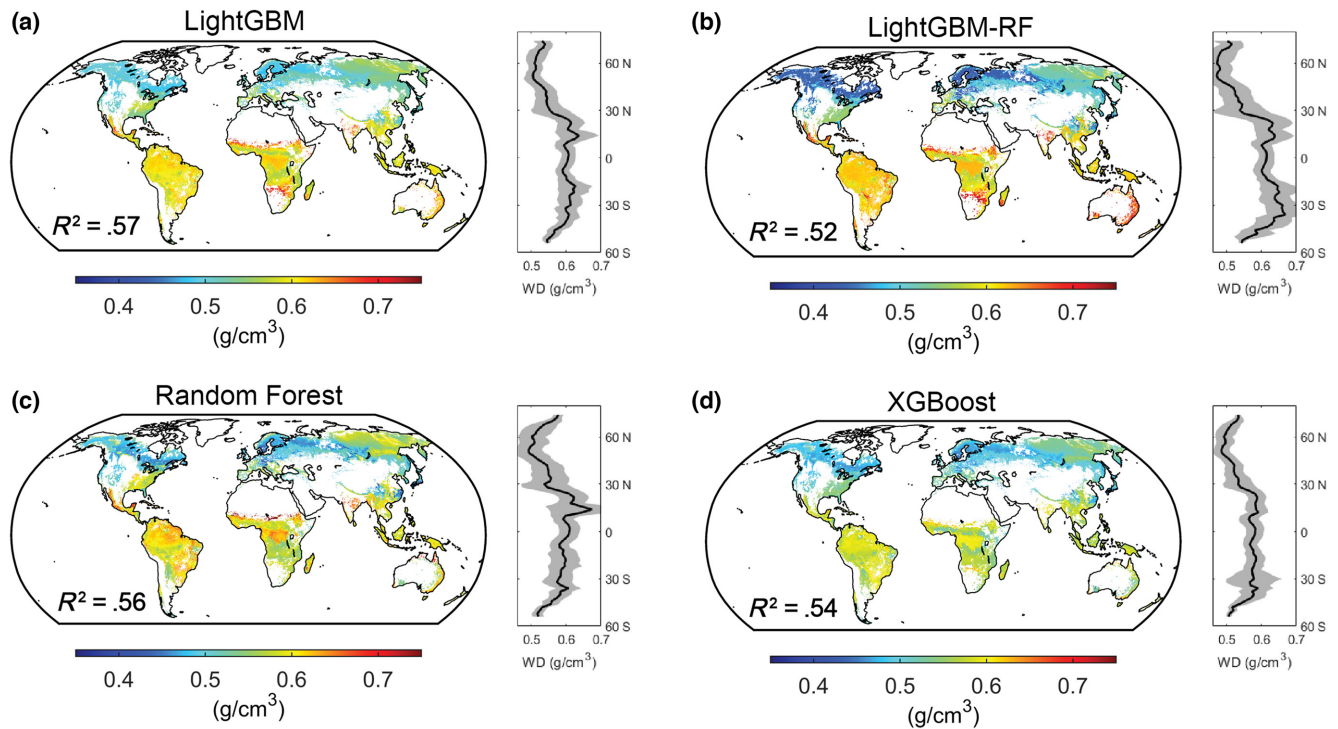 (a)
LightGBM
R² = .57
0.4 0.5 0.6 0.7
(g/cm³)
60 N
30 N
0
30 S
60 S
0.5 0.6 0.7
WD (g/cm³)
(b)
LightGBM-RF
R² = .52
0.4 0.5 0.6 0.7
(g/cm³)
60 N
30 N
0
30 S
60 S
0.5 0.6 0.7
WD (g/cm³)
(c)
Random Forest
R² = .56
0.4 0.5 0.6 0.7
(g/cm³)
60 N
30 N
0
30 S
60 S
0.5 0.6 0.7
WD (g/cm³)
(d)
XGBoost
R² = .54
0.4 0.5 0.6 0.7
(g/cm³)
60 N
30 N
0
30 S
60 S
0.5 0.6 0.7
WD (g/cm³)